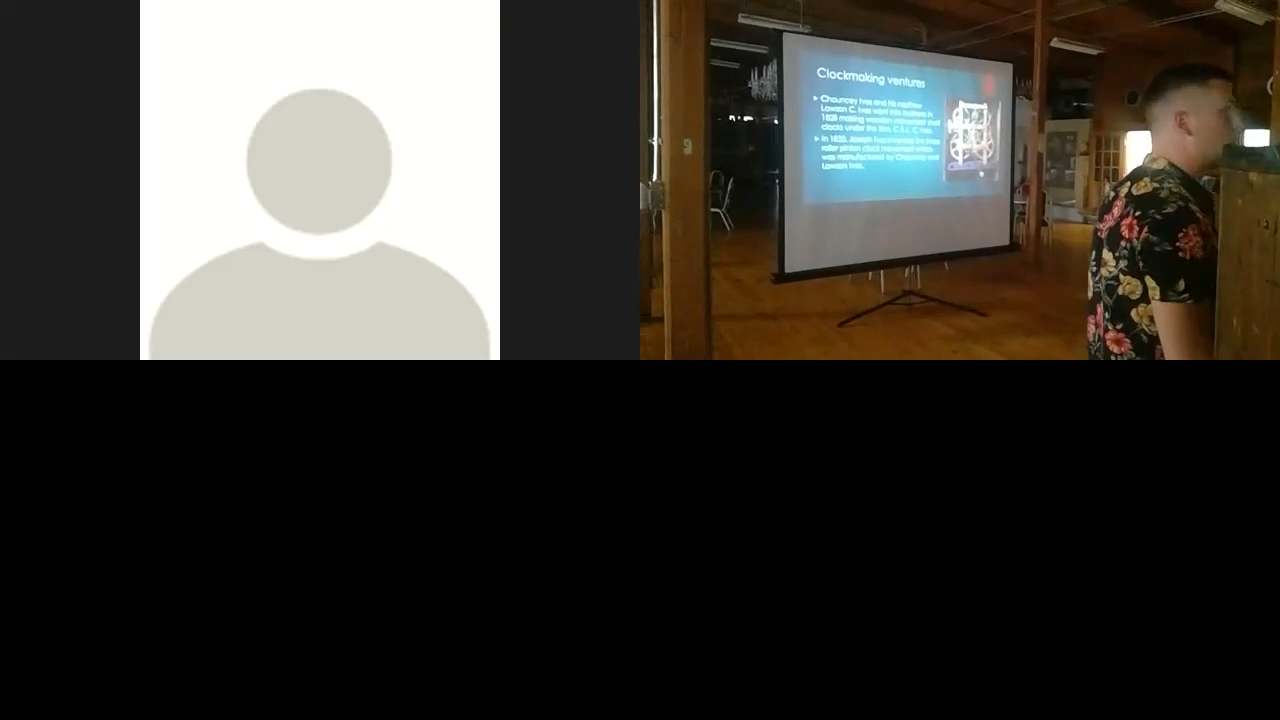 Clockmaking ventures
Chauncey Ives and his nephew
Lawson C. Ives went into business in
1828 making wooden movement shelf
clocks under the firm, C & L. C. Ives.
In 1833, Joseph Ives invented the
roller pinion clock movement which
was manufactured by Chauncey and
Lawson Ives.